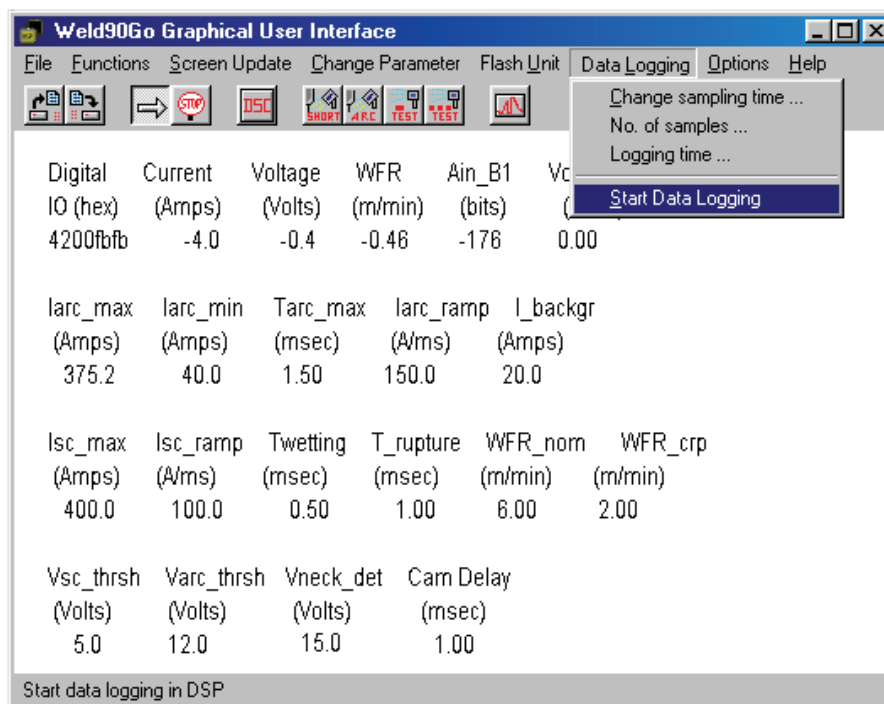 Weld90Go Graphical User Interface
File Functions Screen Update Change Parameter Flash Unit Data Logging Options Help
STOP DSC SHORT ARC TEST TEST
Change sampling time ...
No. of samples ...
Logging time ...
Start Data Logging
Digital Current Voltage WFR Ain_B1
IO (hex) (Amps) (Volts) (m/min) (bits)
4200fbfb -4.0 -0.4 -0.46 -176 0.00
Iarc_max Iarc_min Tarc_max Iarc_ramp I_backgr
(Amps) (Amps) (msec) (A/ms) (Amps)
375.2 40.0 1.50 150.0 20.0
Isc_max Isc_ramp Twetting T_rupture WFR_nom WFR_crp
(Amps) (A/ms) (msec) (msec) (m/min) (m/min)
400.0 100.0 0.50 1.00 6.00 2.00
Vsc_thrsh Varc_thrsh Vneck_det Cam Delay
(Volts) (Volts) (Volts) (msec)
5.0 12.0 15.0 1.00
Start data logging in DSP